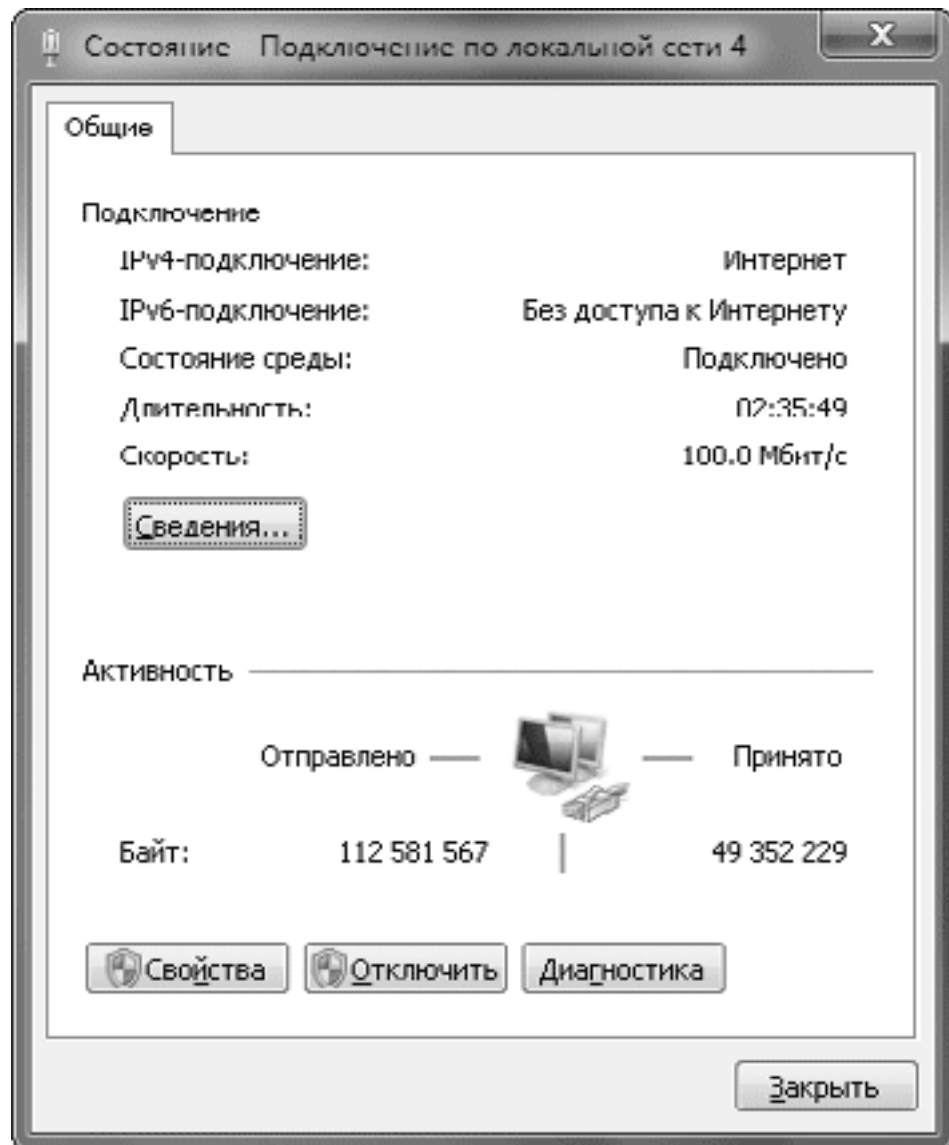 Состояние Подключение по локальной сети 4
Общие
Подключение
IPv4-подключение: Интернет
IPv6-подключение: Без доступа к Интернету
Состояние среды: Подключено
Длительность: 02:35:49
Скорость: 100.0 Мбит/с
Сведения...
Активность
Отправлено — — Принято
Байт: 112 581 567 | 49 352 229
Свойства Отключить Диагностика
Закрыть